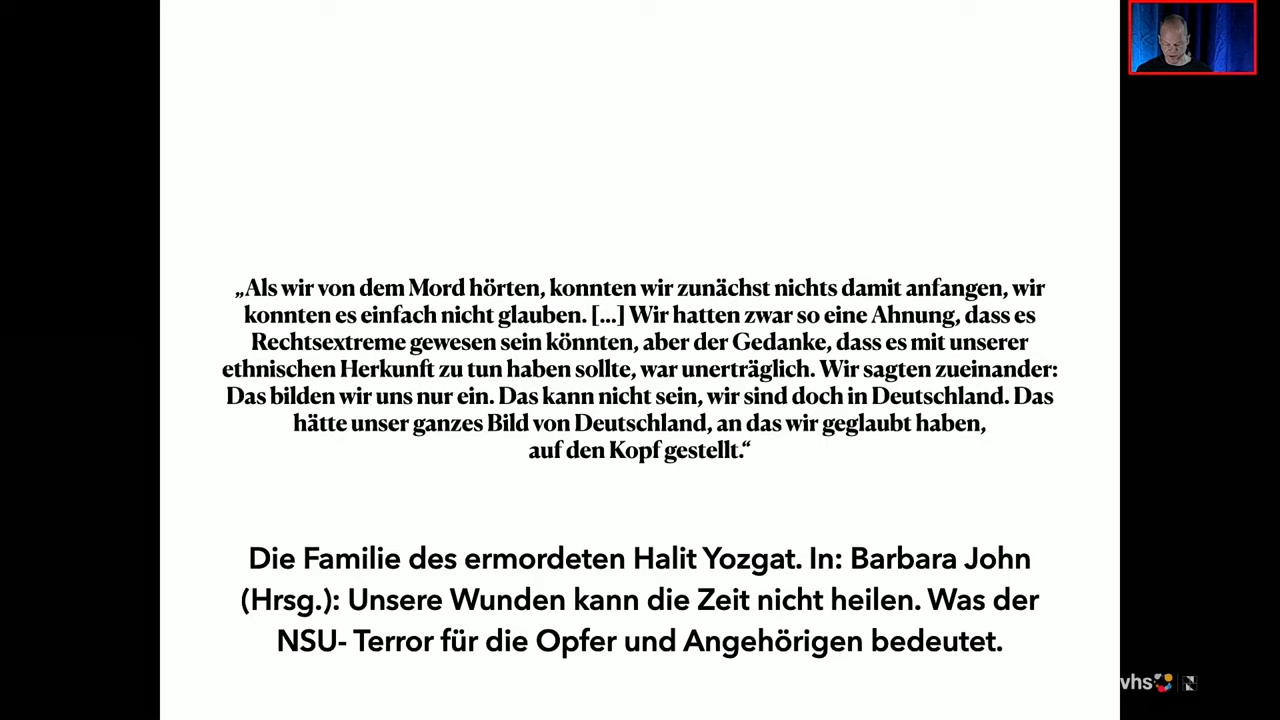 „Als wir von dem Mord hörten, konnten wir zunächst nichts damit anfangen, wir
konnten es einfach nicht glauben. [...] Wir hatten zwar so eine Ahnung, dass es
Rechtsextreme gewesen sein könnten, aber der Gedanke, dass es mit unserer
ethnischen Herkunft zu tun haben sollte, war unerträglich. Wir sagten zueinander:
Das bilden wir uns nur ein. Das kann nicht sein, wir sind doch in Deutschland. Das
hätte unser ganzes Bild von Deutschland, an das wir geglaubt haben,
auf den Kopf gestellt.“
Die Familie des ermordeten Halit Yozgat. In: Barbara John
(Hrsg.): Unsere Wunden kann die Zeit nicht heilen. Was der
NSU- Terror für die Opfer und Angehörigen bedeutet.
vhs